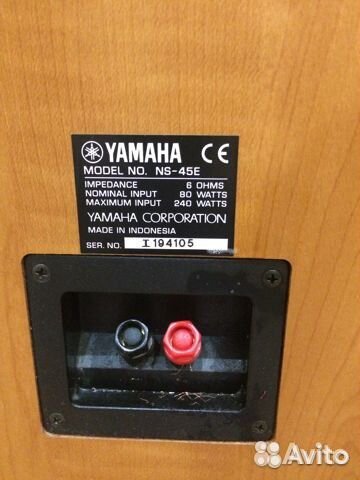 YAMAHA CE
MODEL NO. NS-45E
IMPEDANCE 6 OHMS
NOMINAL INPUT 80 WATTS
MAXIMUM INPUT 240 WATTS
YAMAHA CORPORATION
MADE IN INDONESIA
SER. NO. I194105
Avito